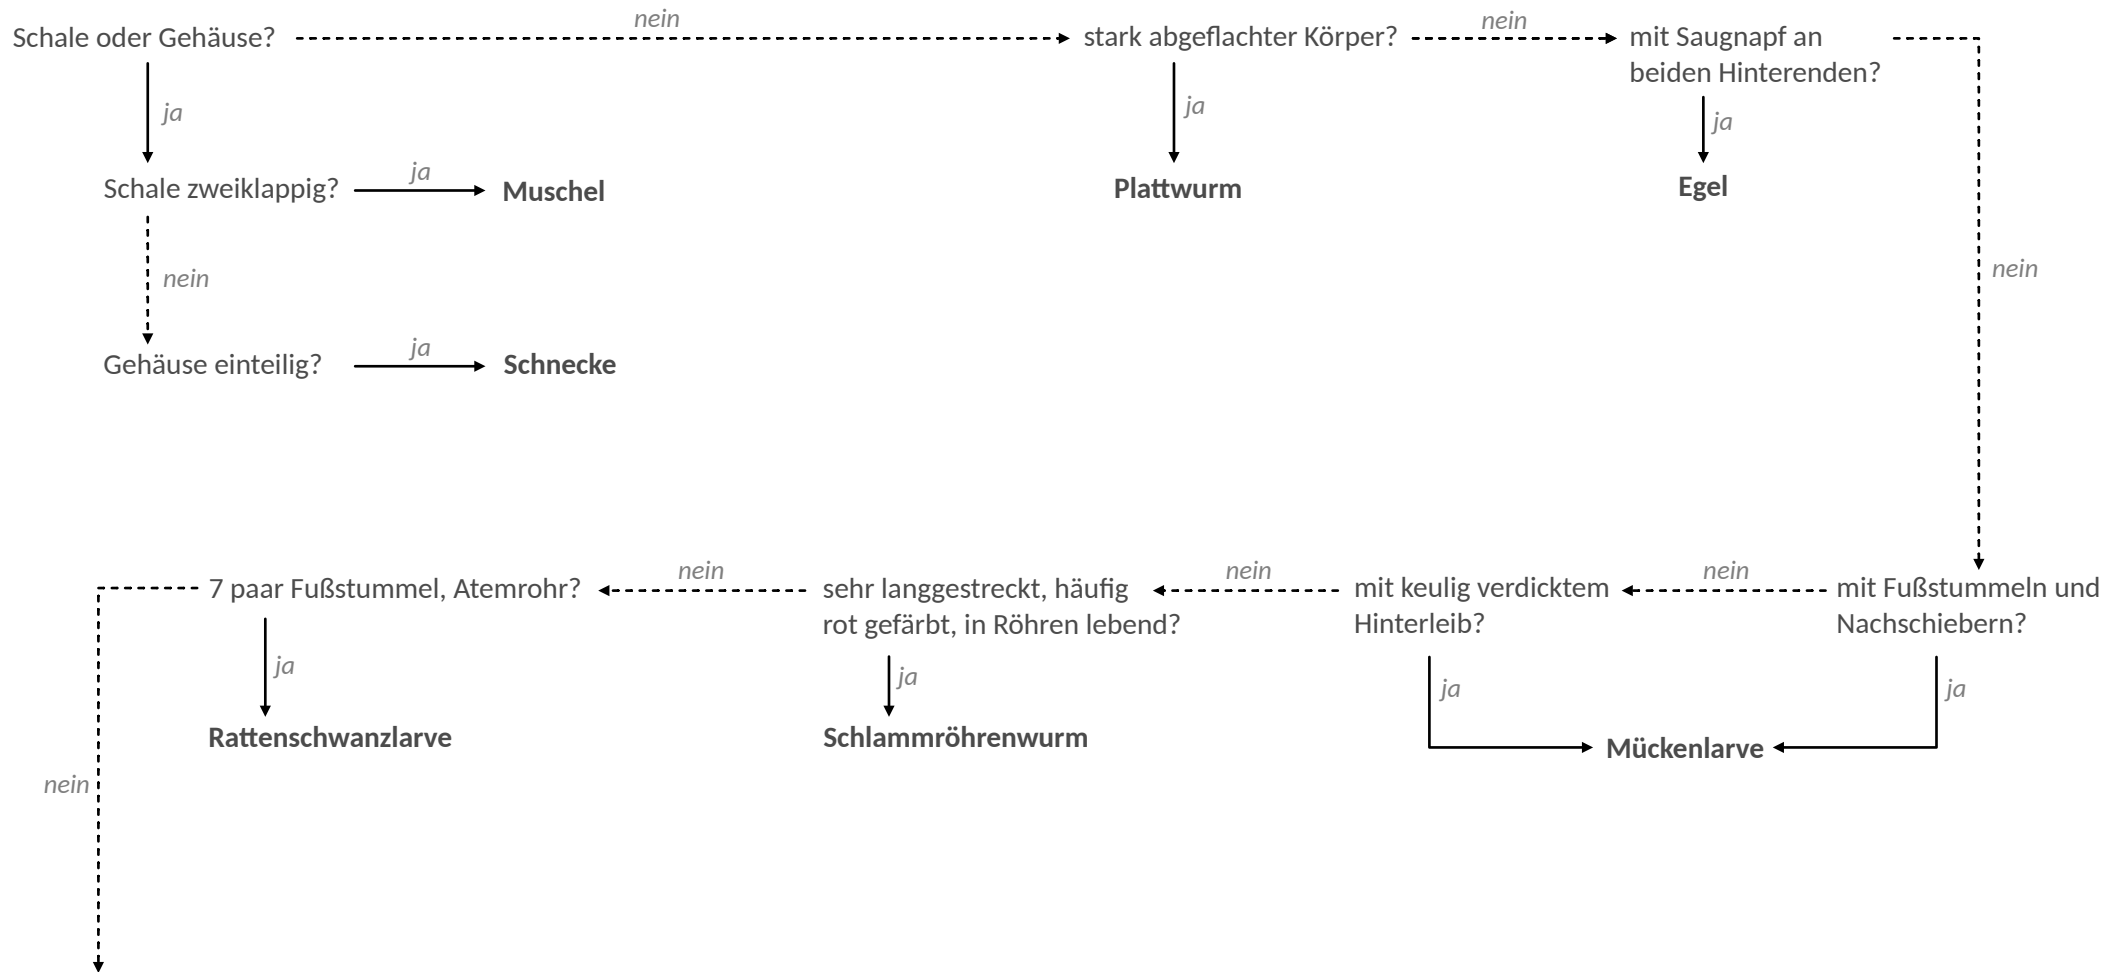 Schale oder Gehäuse?
nein
stark abgeflachter Körper?
nein
mit Saugnapf an
beiden Hinterenden?
ja
ja
ja
Schale zweiklappig?
ja
Muschel
Plattwurm
Egel
nein
nein
Gehäuse einteilig?
ja
Schnecke
7 paar Fußstummel, Atemrohr?
nein
sehr langgestreckt, häufig
rot gefärbt, in Röhren lebend?
nein
mit keulig verdicktem
Hinterleib?
nein
mit Fußstummeln und
Nachschiebern?
ja
ja
ja
ja
Rattenschwanzlarve
Schlammröhrenwurm
Mückenlarve
nein